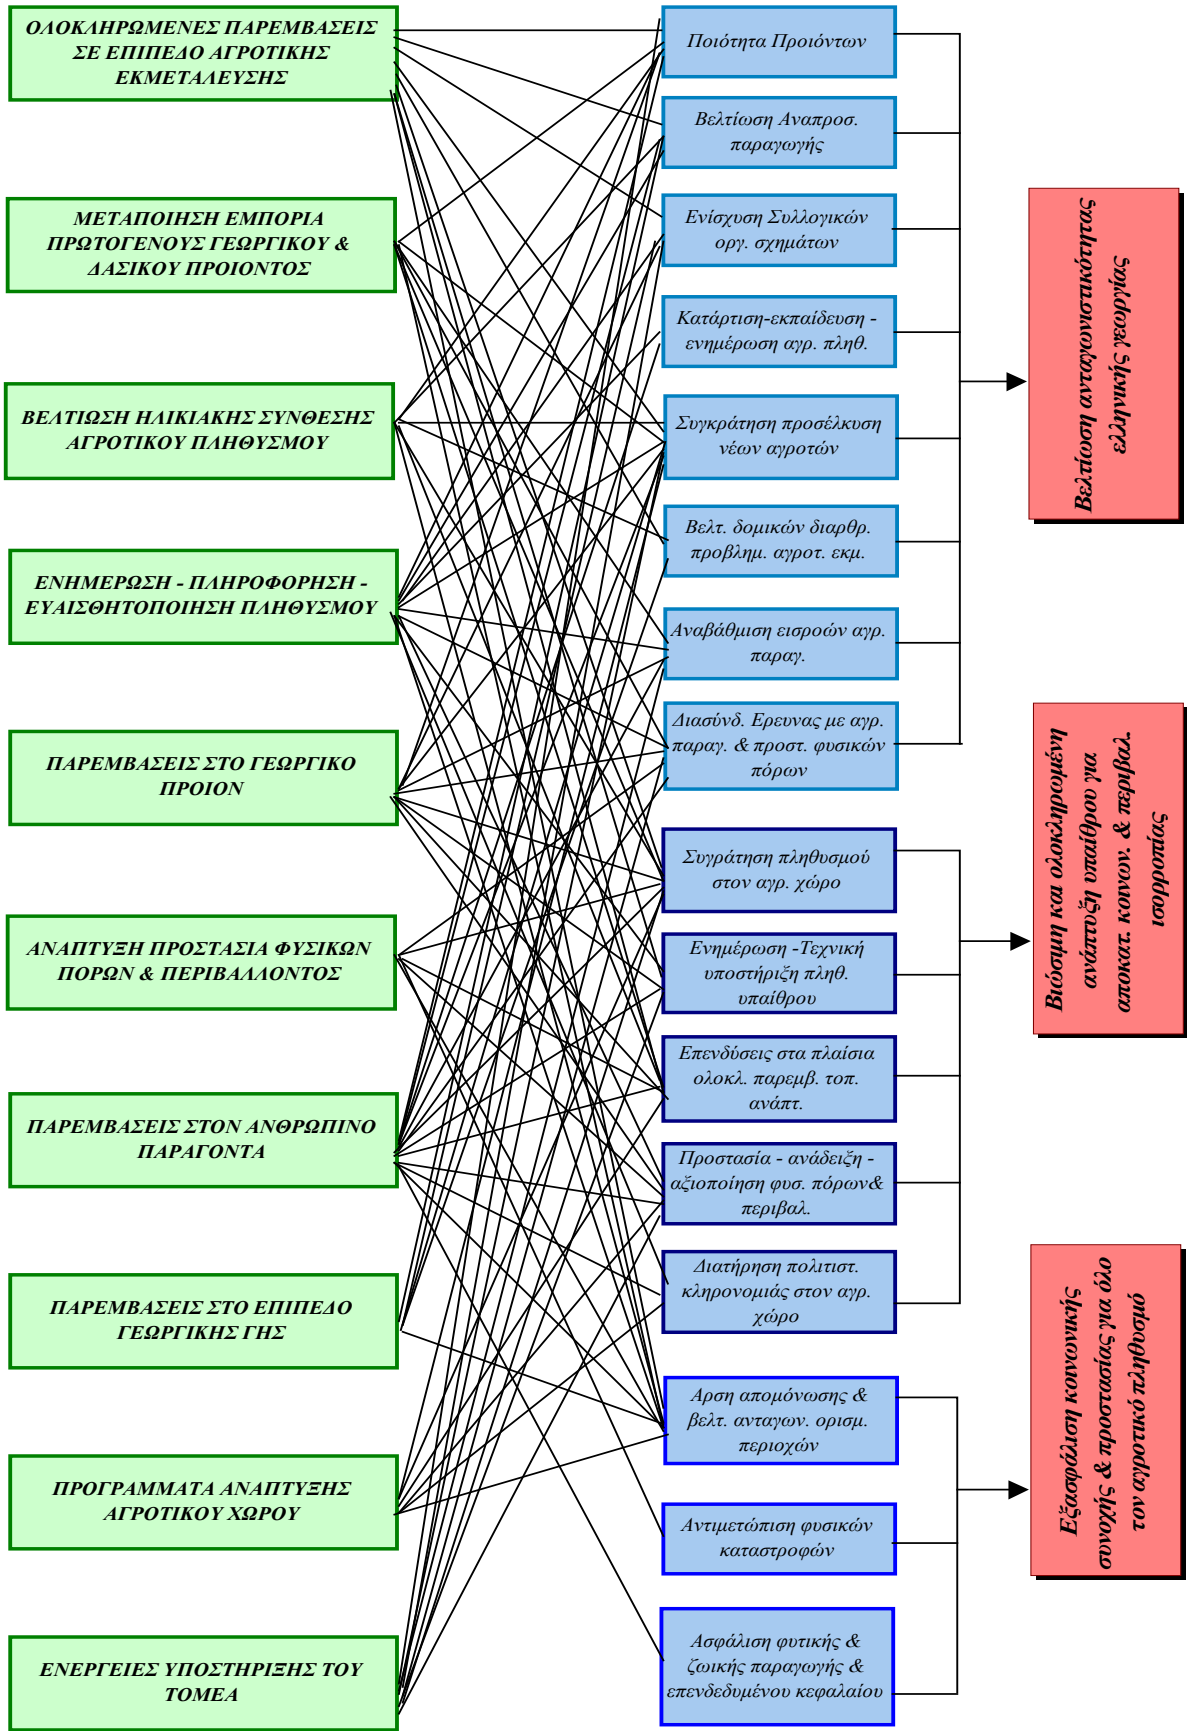 ΟΛΟΚΛΗΡΩΜΕΝΕΣ ΠΑΡΕΜΒΑΣΕΙΣ
ΣΕ ΕΠΙΠΕΔΟ ΑΓΡΟΤΙΚΗΣ
ΕΚΜΕΤΑΛΕΥΣΗΣ
ΜΕΤΑΠΟΙΗΣΗ ΕΜΠΟΡΙΑ
ΠΡΩΤΟΓΕΝΟΥΣ ΓΕΩΡΓΙΚΟΥ &
ΔΑΣΙΚΟΥ ΠΡΟΙΟΝΤΟΣ
ΒΕΛΤΙΩΣΗ ΗΛΙΚΙΑΚΗΣ ΣΥΝΘΕΣΗΣ
ΑΓΡΟΤΙΚΟΥ ΠΛΗΘΥΣΜΟΥ
ΕΝΗΜΕΡΩΣΗ - ΠΛΗΡΟΦΟΡΗΣΗ -
ΕΥΑΙΣΘΗΤΟΠΟΙΗΣΗ ΠΛΗΘΥΣΜΟΥ
ΠΑΡΕΜΒΑΣΕΙΣ ΣΤΟ ΓΕΩΡΓΙΚΟ
ΠΡΟΙΟΝ
ΑΝΑΠΤΥΞΗ ΠΡΟΣΤΑΣΙΑ ΦΥΣΙΚΩΝ
ΠΟΡΩΝ & ΠΕΡΙΒΑΛΛΟΝΤΟΣ
ΠΑΡΕΜΒΑΣΕΙΣ ΣΤΟΝ ΑΝΘΡΩΠΙΝΟ
ΠΑΡΑΓΟΝΤΑ
ΠΑΡΕΜΒΑΣΕΙΣ ΣΤΟ ΕΠΙΠΕΔΟ
ΓΕΩΡΓΙΚΗΣ ΓΗΣ
ΠΡΟΓΡΑΜΜΑΤΑ ΑΝΑΠΤΥΞΗΣ
ΑΓΡΟΤΙΚΟΥ ΧΩΡΟΥ
ΕΝΕΡΓΕΙΕΣ ΥΠΟΣΤΗΡΙΞΗΣ ΤΟΥ
ΤΟΜΕΑ
Ποιότητα Προιόντων
Βελτίωση Αναπροσ.
παραγωγής
Ενίσχυση Συλλογικών
οργ. σχημάτων
Κατάρτιση-εκπαίδευση -
ενημέρωση αγρ. πληθ.
Συγκράτηση προσέλκυση
νέων αγροτών
Βελτ. δομικών διαρθρ.
προβλημ. αγροτ. εκμ.
Αναβάθμιση εισροών αγρ.
παραγ.
Διασύνδ. Ερευνας με αγρ.
παραγ. & προστ. φυσικών
πόρων
Συγράτηση πληθυσμού
στον αγρ. χώρο
Ενημέρωση -Τεχνική
υποστήριξη πληθ.
υπαίθρου
Επενδύσεις στα πλαίσια
ολοκλ. παρεμβ. τοπ.
ανάπτ.
Προστασία - ανάδειξη -
αξιοποίηση φυσ. πόρων&
περιβαλ.
Διατήρηση πολιτιστ.
κληρονομιάς στον αγρ.
χώρο
Αρση απομόνωσης &
βελτ. ανταγων. ορισμ.
περιοχών
Αντιμετώπιση φυσικών
καταστροφών
Ασφάλιση φυτικής &
ζωικής παραγωγής &
επενδεδυμένου κεφαλαίου
Βελτίωση ανταγωνιστικότητας
ελληνικής γεωργίας
Βιώσιμη και ολοκληρωμένη
ανάπτυξη υπαίθρου για
αποκατ. κοινων. & περιβαλ.
ισορροπίας
Εξασφάλιση κοινωνικής
συνοχής & προστασίας για όλο
τον αγροτικό πληθυσμό